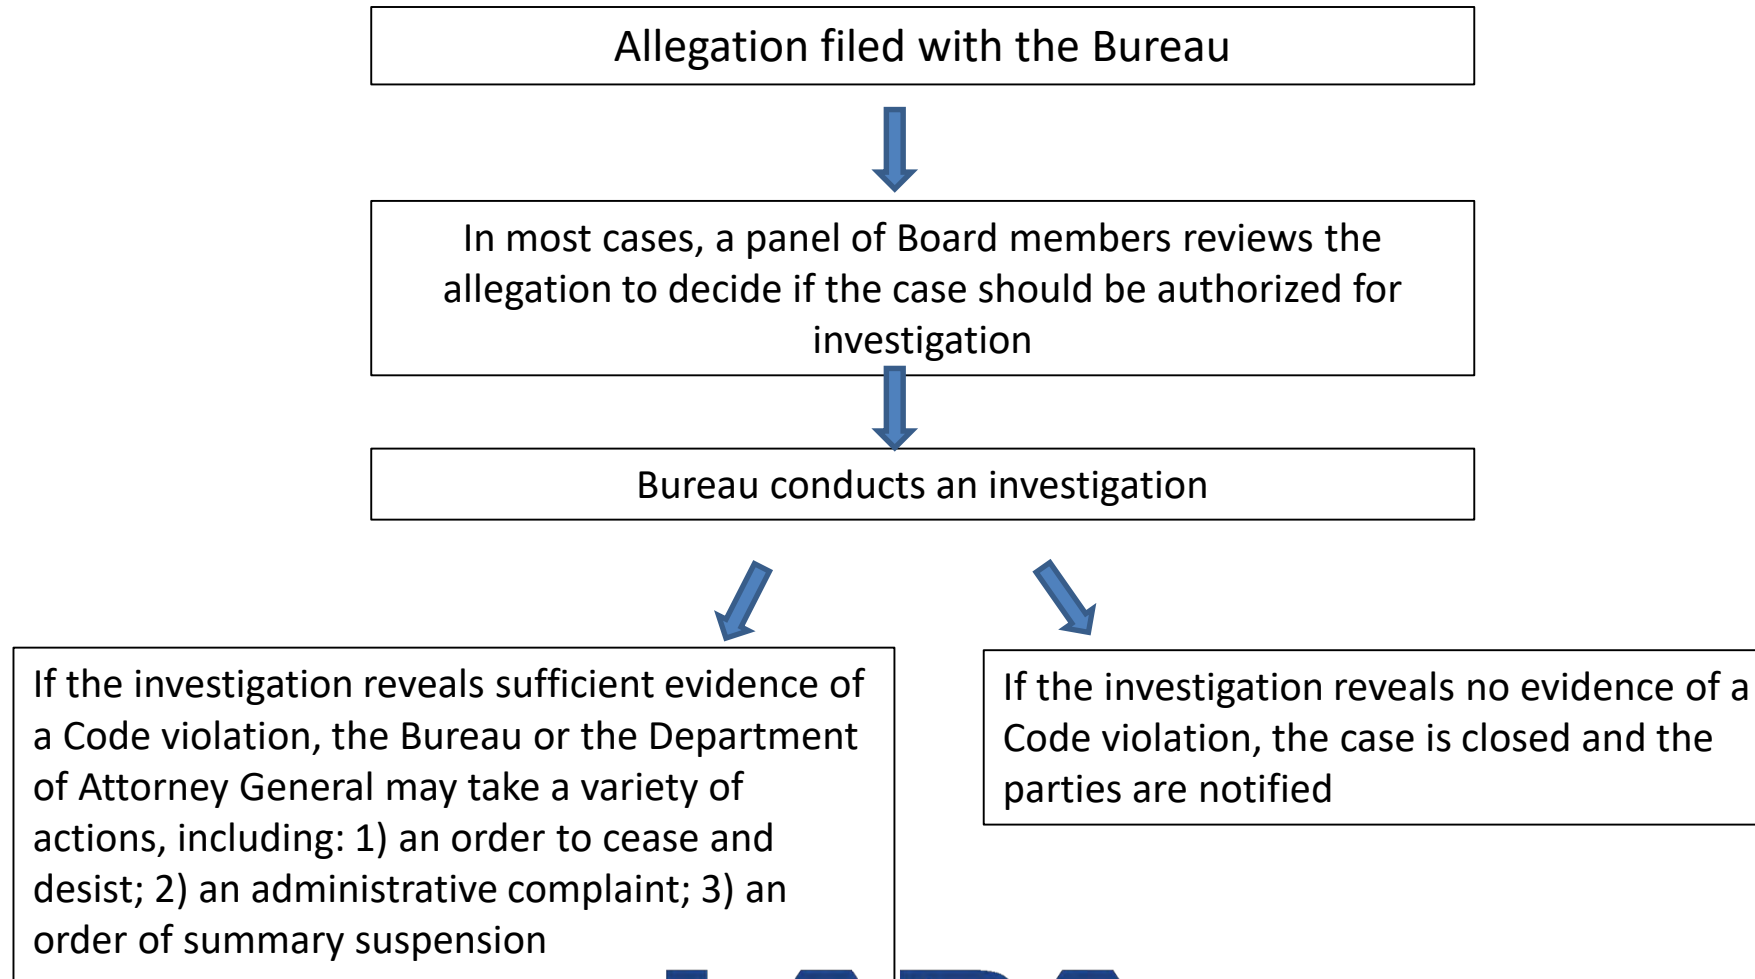 Allegation filed with the Bureau
In most cases, a panel of Board members reviews the
allegation to decide if the case should be authorized for
investigation
Bureau conducts an investigation
If the investigation reveals sufficient evidence of
a Code violation, the Bureau or the Department
of Attorney General may take a variety of
actions, including: 1) an order to cease and
desist; 2) an administrative complaint; 3) an
order of summary suspension
If the investigation reveals no evidence of a
Code violation, the case is closed and the
parties are notified